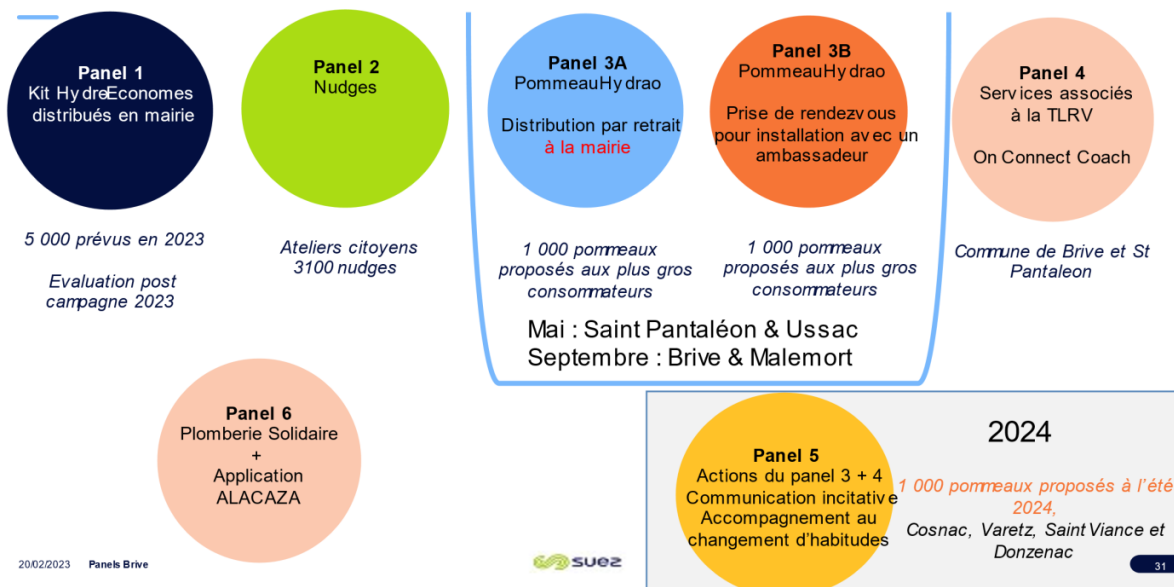 Panel 1
Kit HydreEconomes
distribués en mairie
5 000 prévus en 2023
Evaluation post
campagne 2023
Panel 2
Nudges
Ateliers citoyens
3100 nudges
Panel 3A
PommeauHydrao
Distribution par retrait
à la mairie
1 000 pommeaux
proposés aux plus gros
consommateurs
Panel 3B
PommeauHydrao
Prise de rendezvous
pour installation avec un
ambassadeur
1 000 pommeaux
proposés aux plus gros
consommateurs
Mai : Saint Pantaléon & Ussac
Septembre : Brive & Malemort
Panel 4
Services associés
à la TLRV
On Connect Coach
Commune de Brive et St
Pantaleon
Panel 6
Plomberie Solidaire
+
Application
ALACAZA
Panel 5
Actions du panel 3 + 4
Communication incitative
Accompagnement au
changement d'habitudes
2024
1 000 pommeaux proposés à l'été
2024,
Cosnac, Varetz, Saint Viance et
Donzenac
20/02/2023 Panels Brive
suez
31